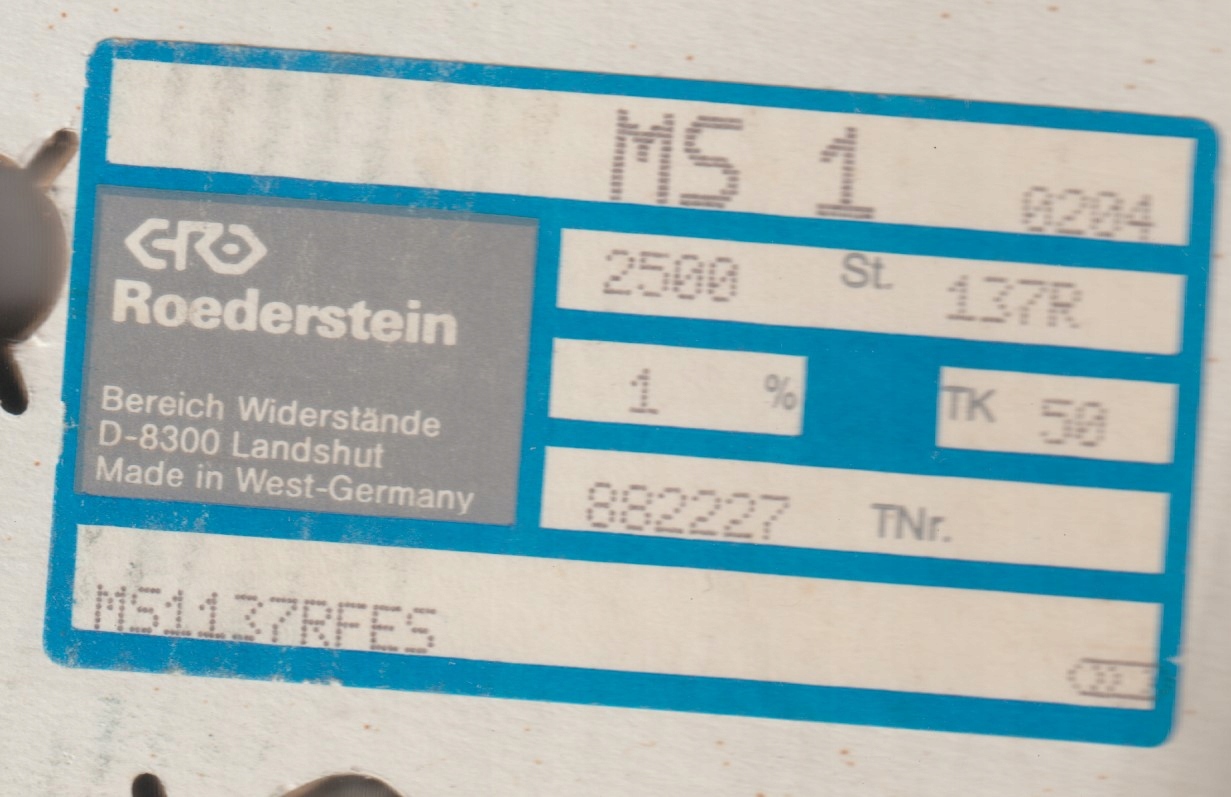 MS 1
0204
ERO
Roederstein
Bereich Widerstände
D-8300 Landshut
Made in West-Germany
2500 St. 137R
1 % TK 50
882227 TNr.
MS1137RFES